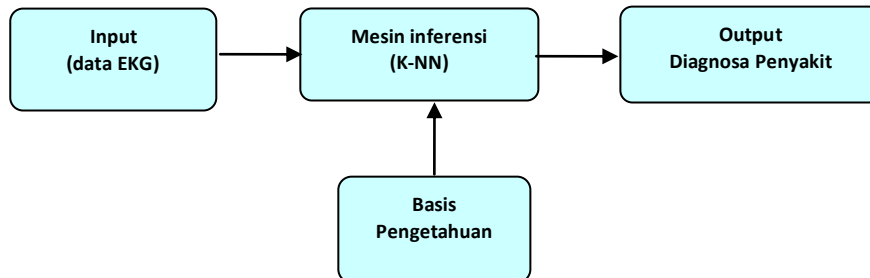 Input
(data EKG)
Mesin inferensi
(K-NN)
Output
Diagnosa Penyakit
Basis
Pengetahuan